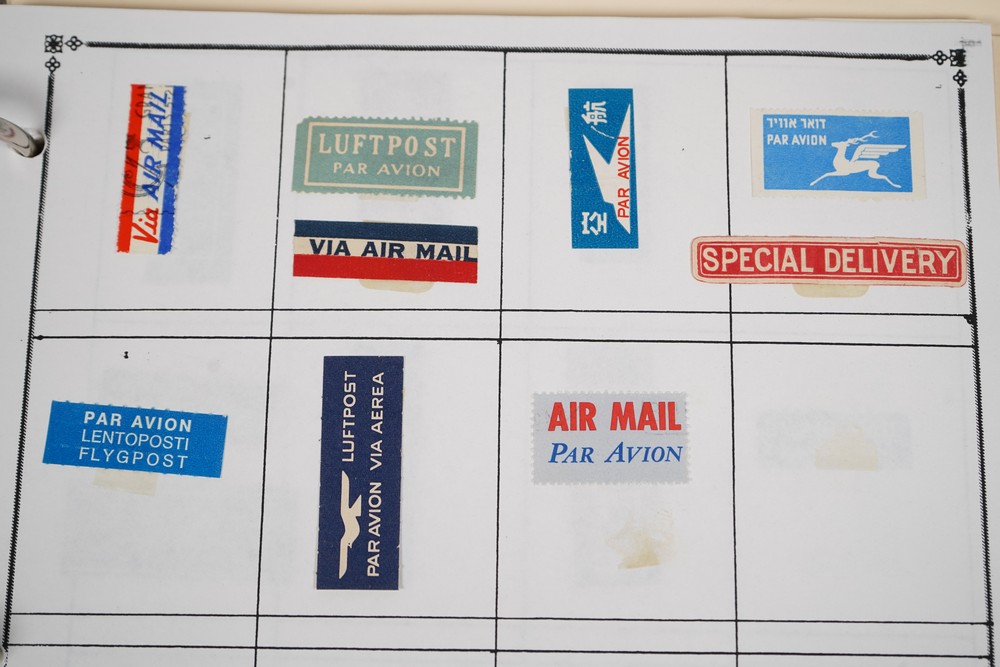 Via AIR MAIL
LUFTPOST
PAR AVION
VIA AIR MAIL
航空
PAR AVION
דואר אוויר
PAR AVION
SPECIAL DELIVERY
PAR AVION
LENTOPOSTI
FLYGPOST
LUFTPOST
PAR AVION VIA AEREA
AIR MAIL
PAR AVION